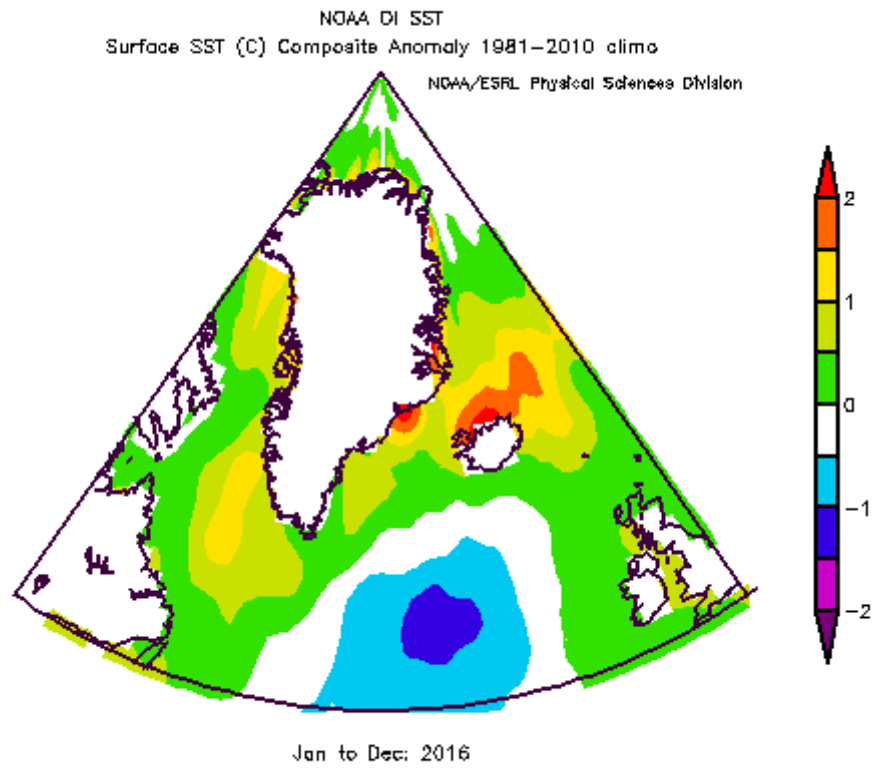 NOAA OI SST
Surface SST (C) Composite Anomaly 1981-2010 climo
NOAA/ESRL Physical Sciences Division
2
1
0
-1
-2
Jan to Dec: 2016